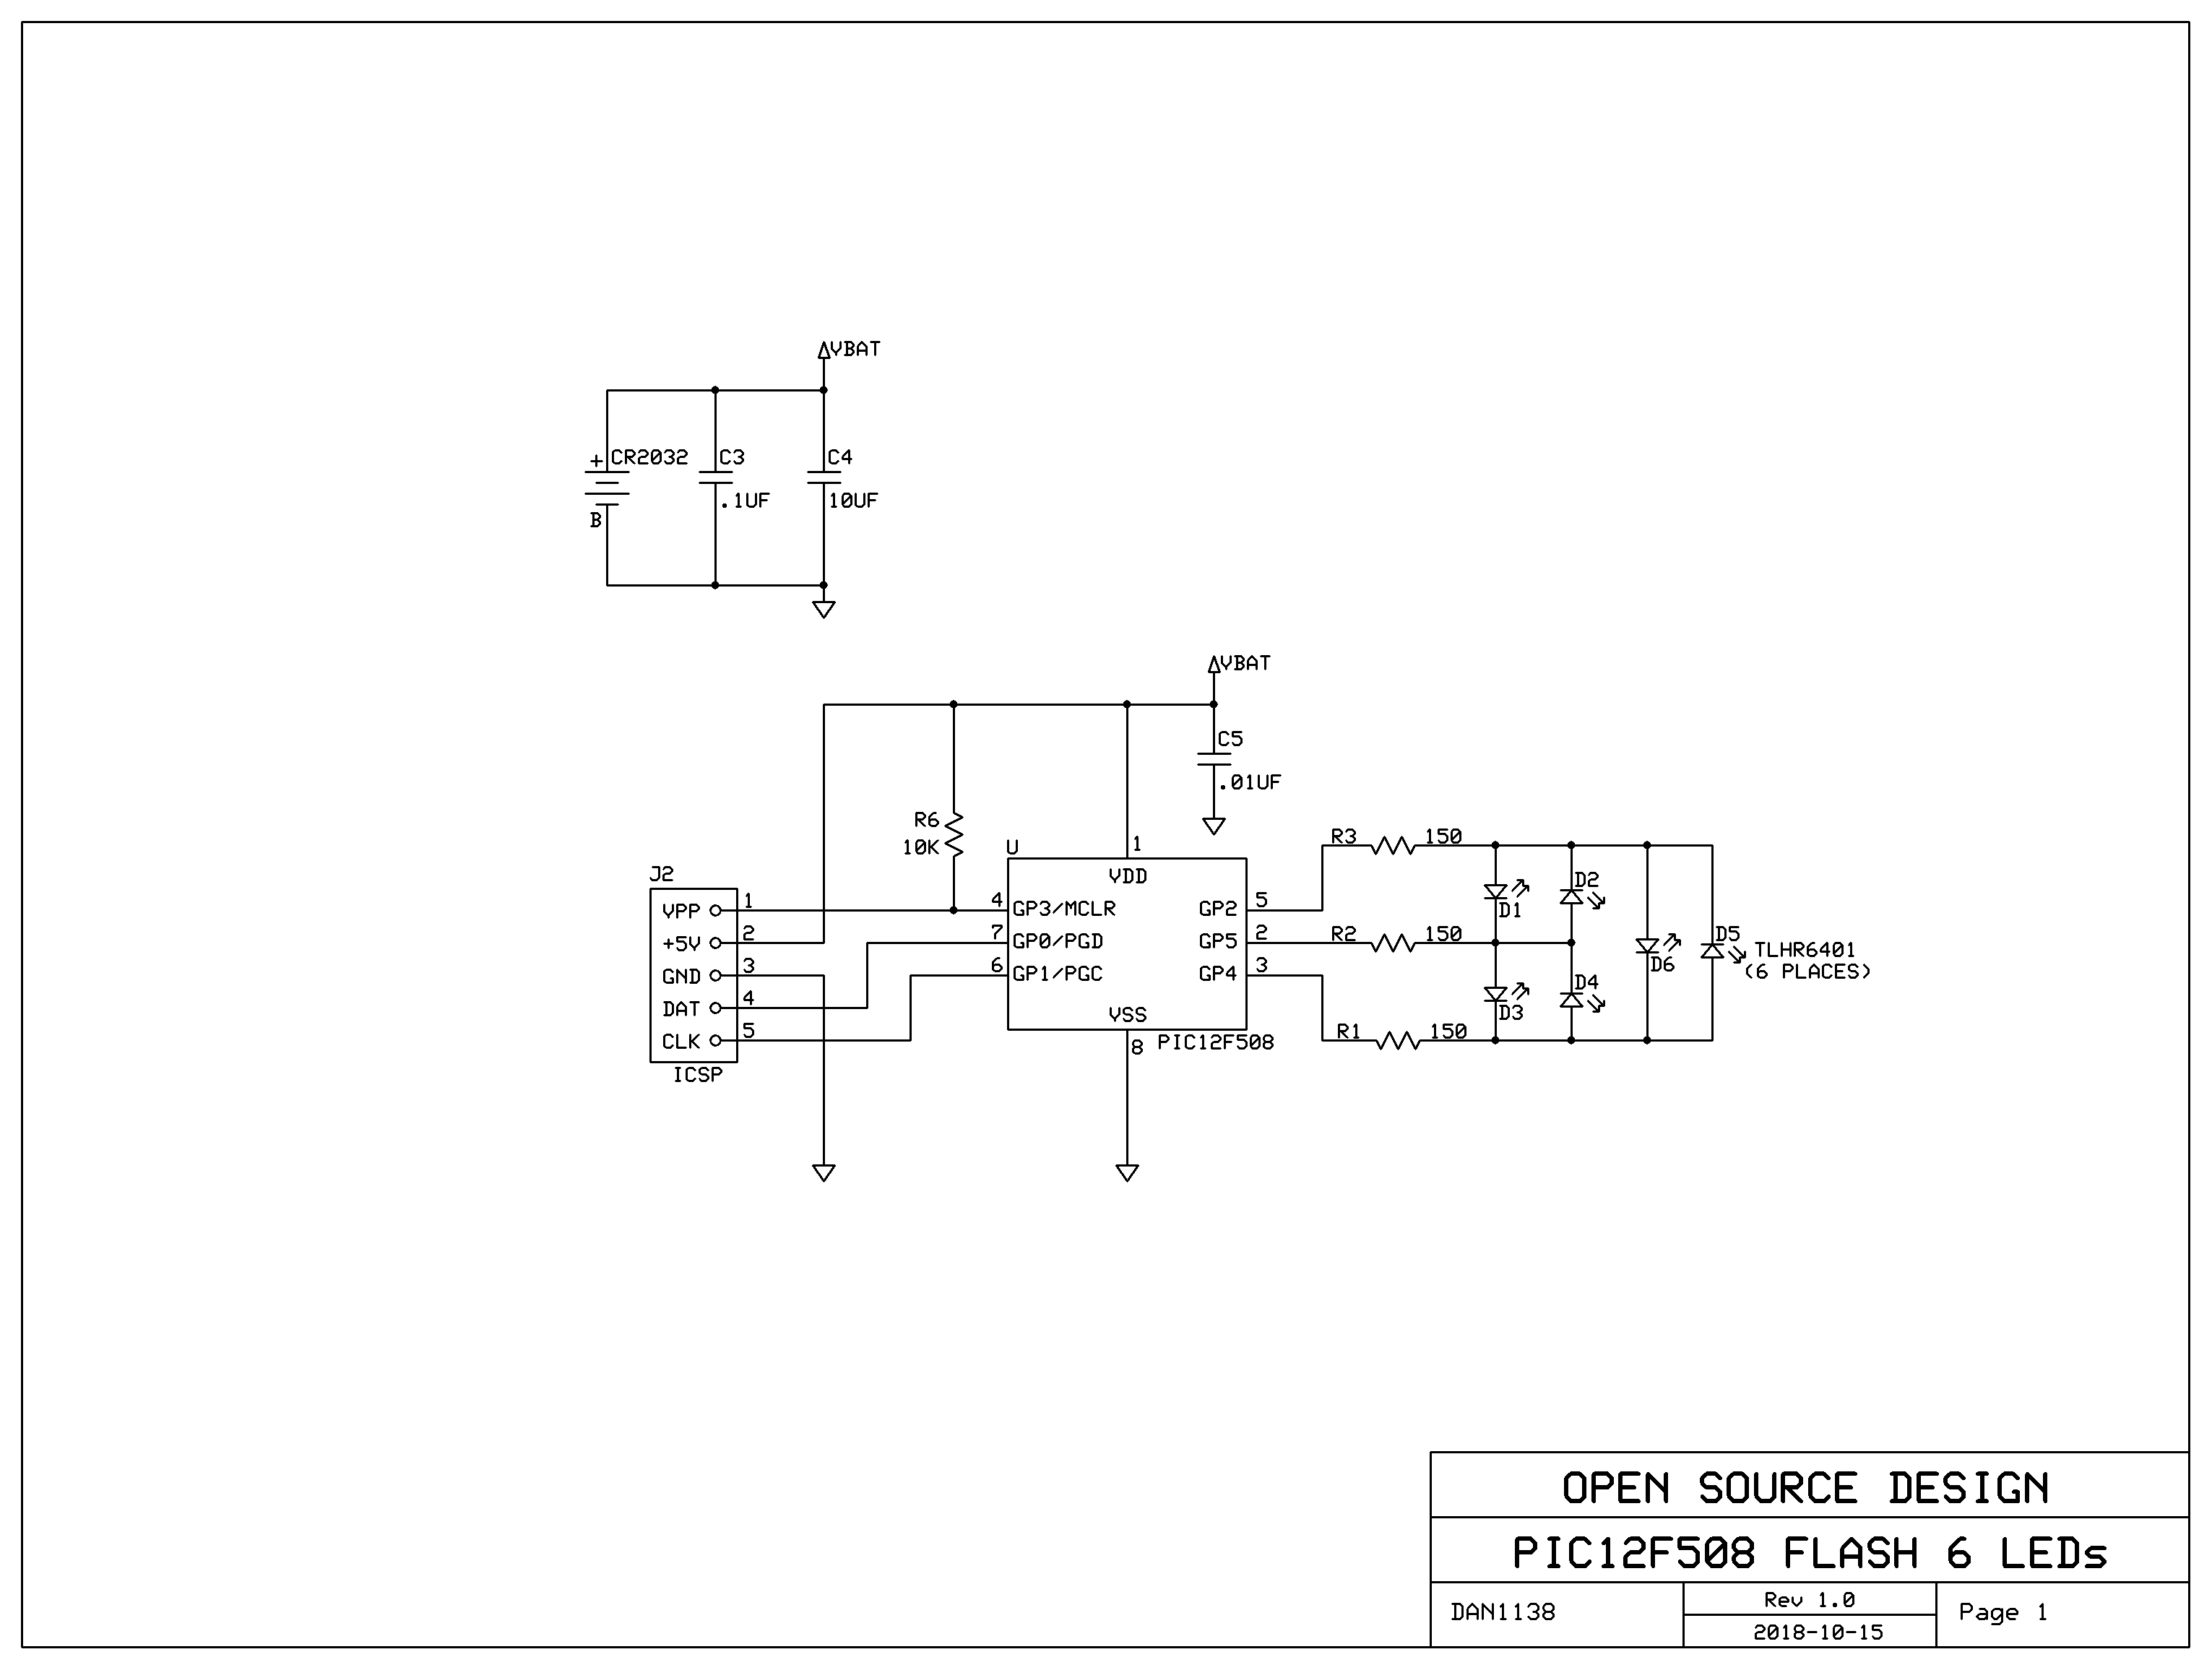 VBAT
+ CR2032
C3
C4
.1UF
10UF
B
VBAT
C5
.01UF
R6
10K
U
1
VDD
R3 150
J2
VPP 1
4 GP3/MCLR
GP2 5
D1
D2
+5V 2
7 GP0/PGD
GP5 2
R2 150
D5
TLHR6401
(6 PLACES)
D6
GND 3
6 GP1/PGC
GP4 3
D4
D3
DAT 4
VSS
CLK 5
8
PIC12F508
R1 150
ICSP
OPEN SOURCE DESIGN
PIC12F508 FLASH 6 LEDs
DAN1138
Rev 1.0
2018-10-15
Page 1